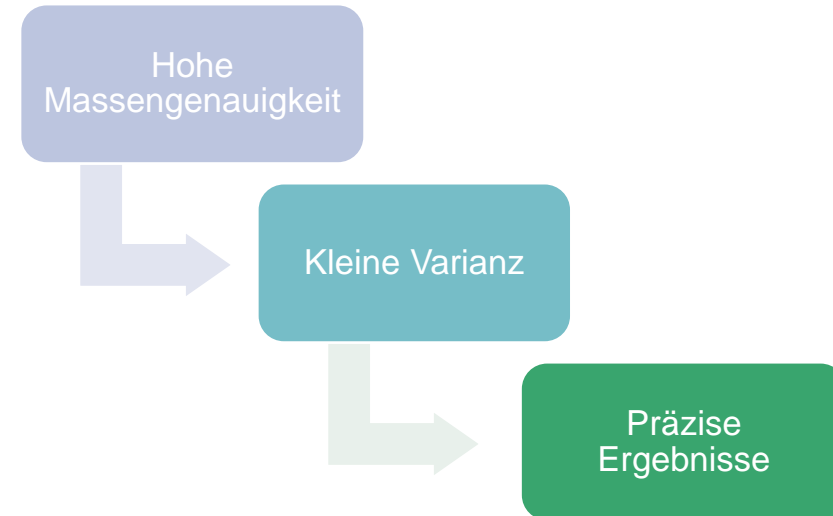 Hohe
Massengenauigkeit
Kleine Varianz
Präzise
Ergebnisse